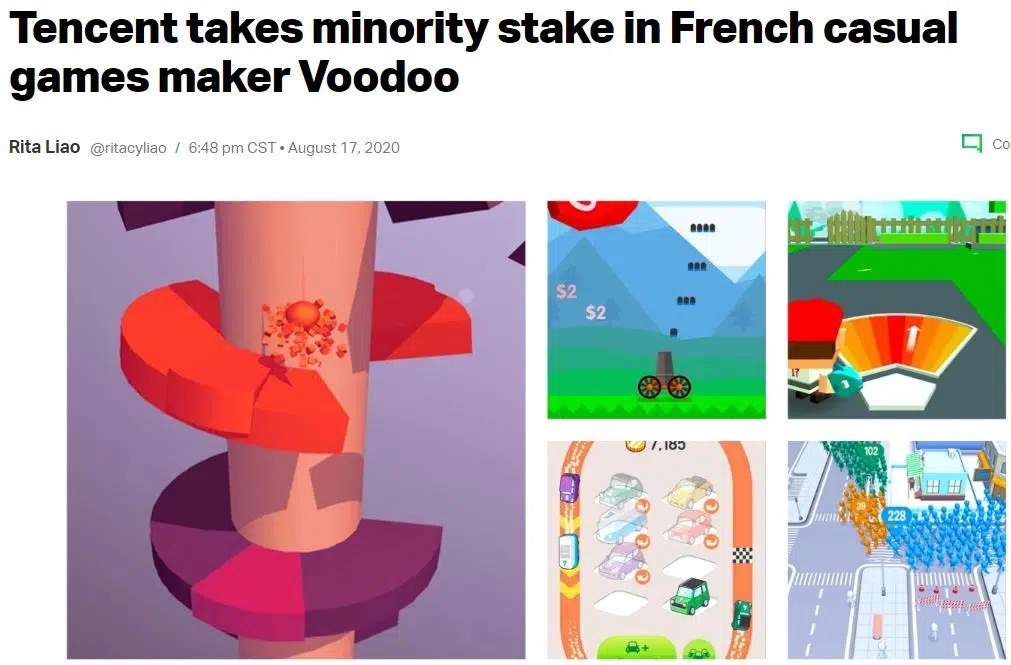 Tencent takes minority stake in French casual
games maker Voodoo
Rita Liao @ritacyliao / 6:48 pm CST • August 17, 2020
Co
$2
$2
17
7,185
102
39
228